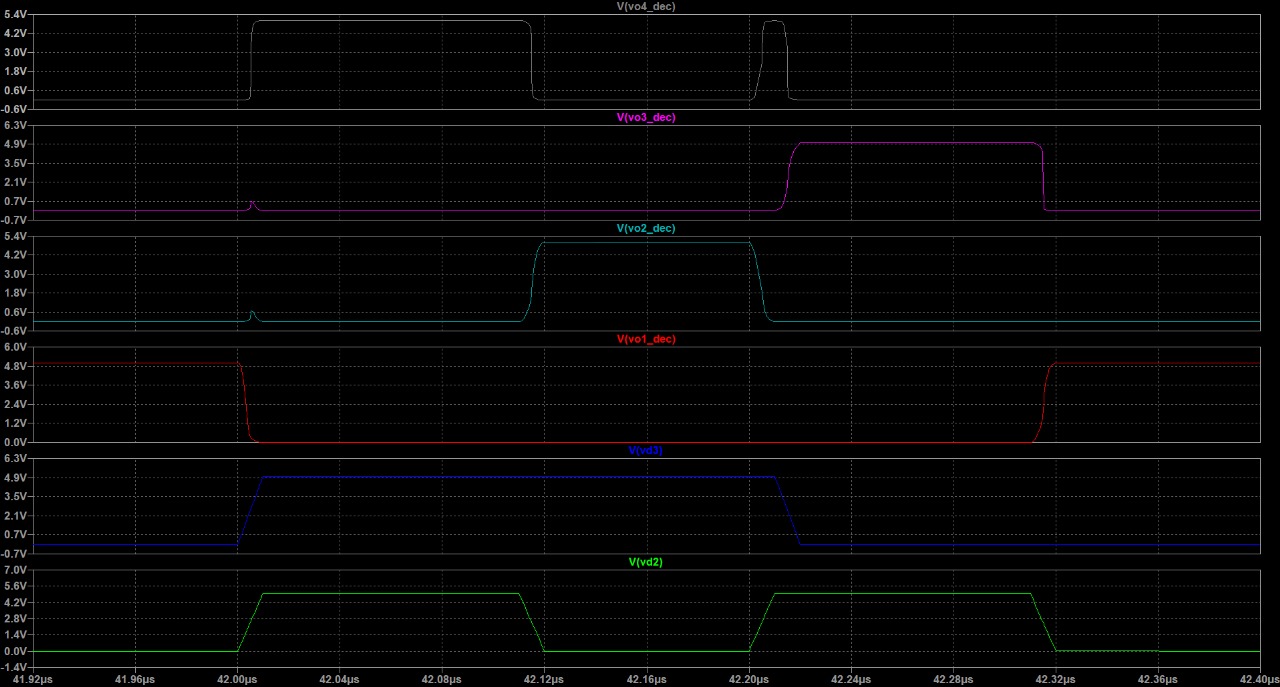 V(vo4_dec)
5.4V
4.2V
3.0V
1.8V
0.6V
-0.6V
V(vo3_dec)
6.3V
4.9V
3.5V
2.1V
0.7V
-0.7V
V(vo2_dec)
5.4V
4.2V
3.0V
1.8V
0.6V
-0.6V
V(vo1_dec)
6.0V
4.8V
3.6V
2.4V
1.2V
0.0V
V(vd3)
6.3V
4.9V
3.5V
2.1V
0.7V
-0.7V
V(vd2)
7.0V
5.6V
4.2V
2.8V
1.4V
0.0V
-1.4V
41.92µs 41.96µs 42.00µs 42.04µs 42.08µs 42.12µs 42.16µs 42.20µs 42.24µs 42.28µs 42.32µs 42.36µs 42.40µs